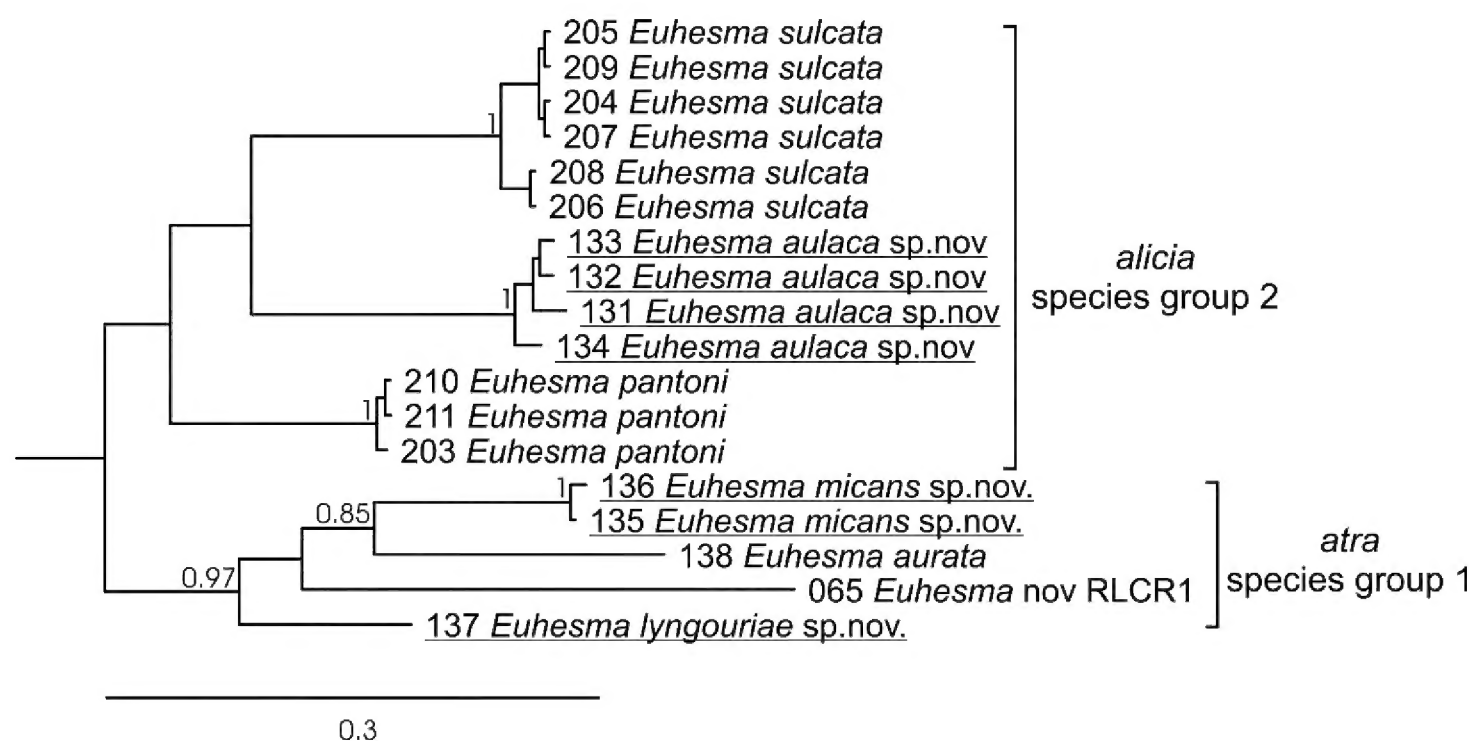 205 Euhesma sulcata
209 Euhesma sulcata
204 Euhesma sulcata
1
207 Euhesma sulcata
208 Euhesma sulcata
206 Euhesma sulcata
133 Euhesma aulaca sp.nov
132 Euhesma aulaca sp.nov
1
131 Euhesma aulaca sp.nov
134 Euhesma aulaca sp.nov
alicia
species group 2
210 Euhesma pantoni
1
211 Euhesma pantoni
203 Euhesma pantoni
1
136 Euhesma micans sp.nov.
0.85
135 Euhesma micans sp.nov.
138 Euhesma aurata
0.97
065 Euhesma nov RLCR1
137 Euhesma lyngouriae sp.nov.
atra
species group 1
0.3